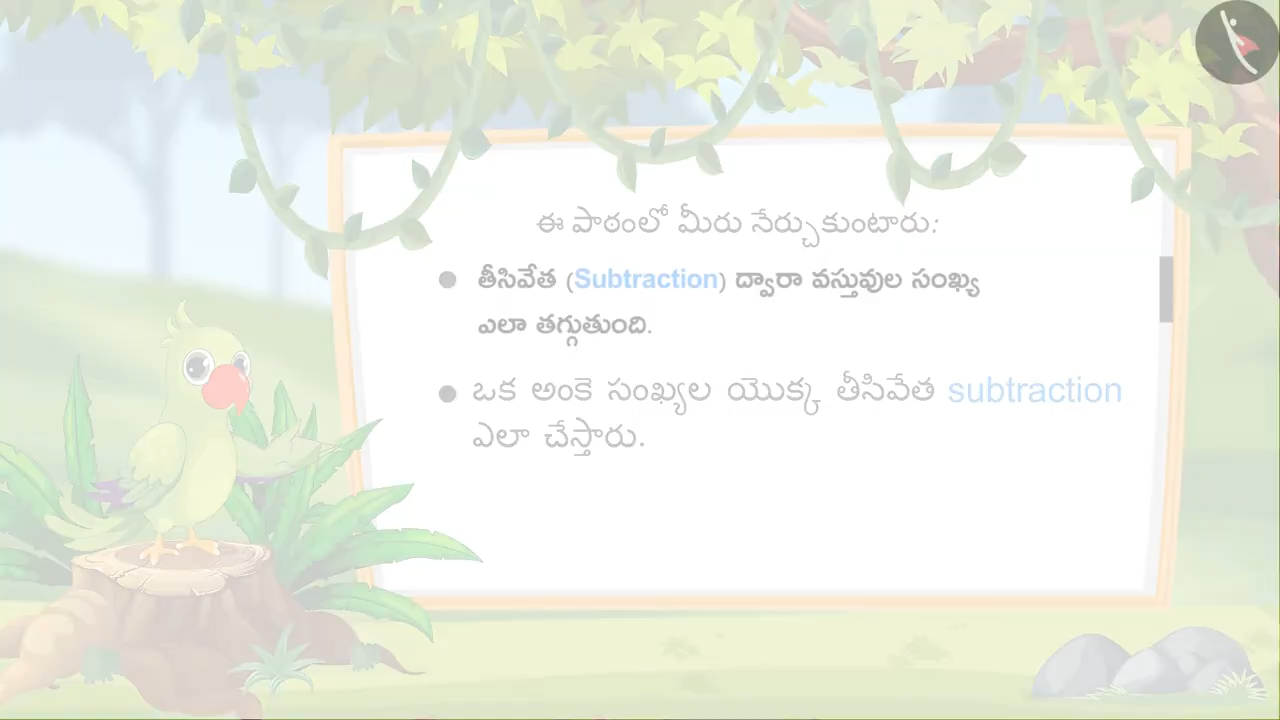 ఈ పాఠంలో మీరు నేర్చుకుంటారు:
● తీసివేత (Subtraction) ద్వారా వస్తువుల సంఖ్య
ఎలా తగ్గుతుంది.
● ఒక అంకె సంఖ్యల యొక్క తీసివేత subtraction
ఎలా చేస్తారు.